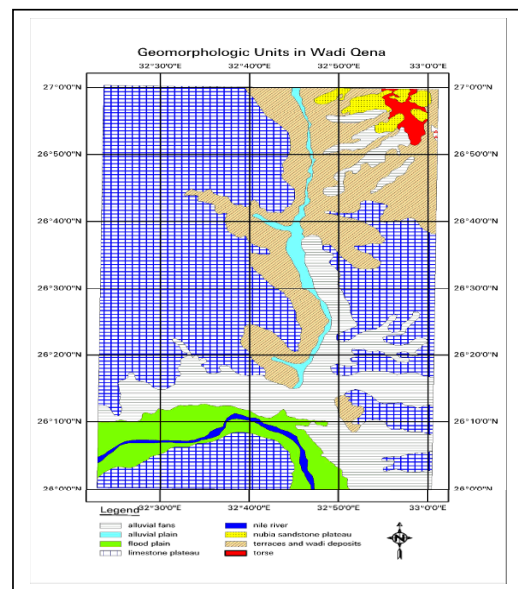 Geomorphologic Units in Wadi Qena
32°30'0"E 32°40'0"E 32°50'0"E 33°0'0"E
27°0'0"N 27°0'0"N
26°50'0"N 26°50'0"N
26°40'0"N 26°40'0"N
26°30'0"N 26°30'0"N
26°20'0"N 26°20'0"N
26°10'0"N 26°10'0"N
26°0'0"N 26°0'0"N
32°30'0"E 32°40'0"E 32°50'0"E 33°0'0"E
Legend
alluvial fans nile river
alluvial plain nubia sandstone plateau
flood plain terraces and wadi deposits
limestone plateau torse